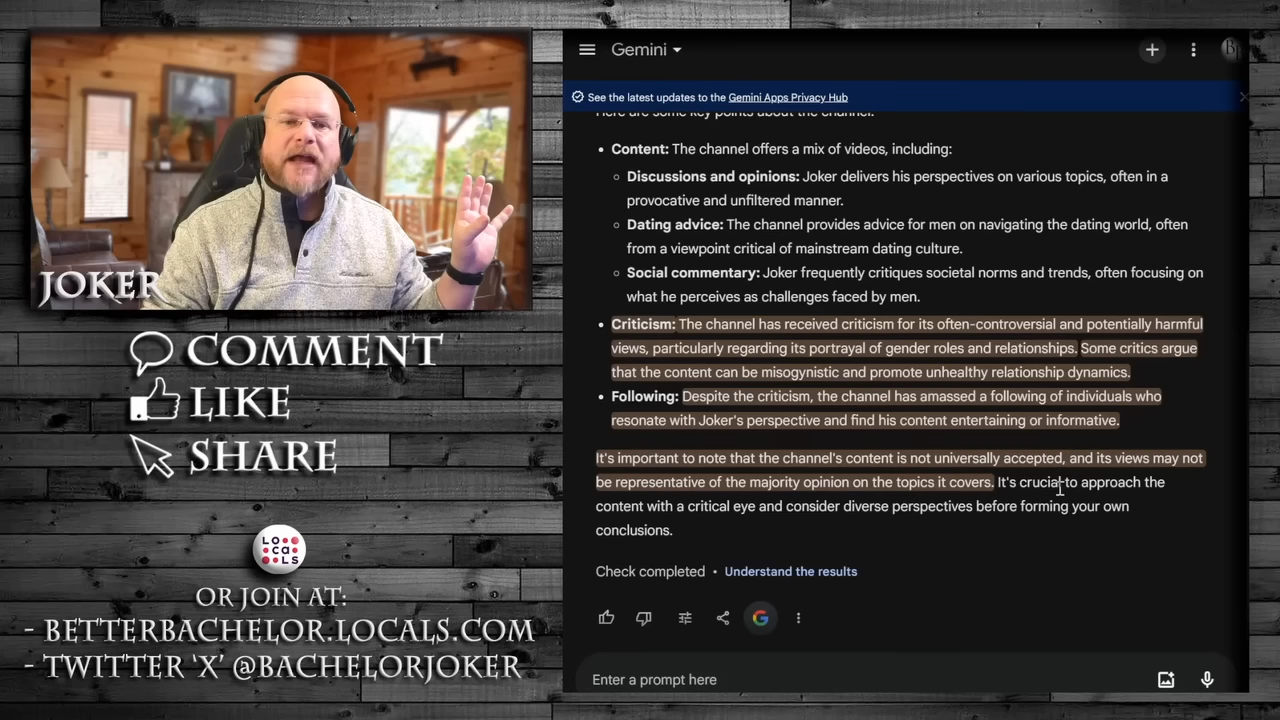 JOKER
COMMENT
LIKE
SHARE
LOcaLS
OR JOIN AT:
- BETTERBACHELOR.LOCALS.COM
- TWITTER 'X' @BACHELORJOKER
Gemini
See the latest updates to the Gemini Apps Privacy Hub
Here are some key points about the channel:
• Content: The channel offers a mix of videos, including:
Discussions and opinions: Joker delivers his perspectives on various topics, often in a
provocative and unfiltered manner.
Dating advice: The channel provides advice for men on navigating the dating world, often
from a viewpoint critical of mainstream dating culture.
Social commentary: Joker frequently critiques societal norms and trends, often focusing on
what he perceives as challenges faced by men.
• Criticism: The channel has received criticism for its often-controversial and potentially harmful
views, particularly regarding its portrayal of gender roles and relationships. Some critics argue
that the content can be misogynistic and promote unhealthy relationship dynamics.
• Following: Despite the criticism, the channel has amassed a following of individuals who
resonate with Joker's perspective and find his content entertaining or informative.
It's important to note that the channel's content is not universally accepted, and its views may not
be representative of the majority opinion on the topics it covers. It's crucial to approach the
content with a critical eye and consider diverse perspectives before forming your own
conclusions.
Check completed • Understand the results
Enter a prompt here